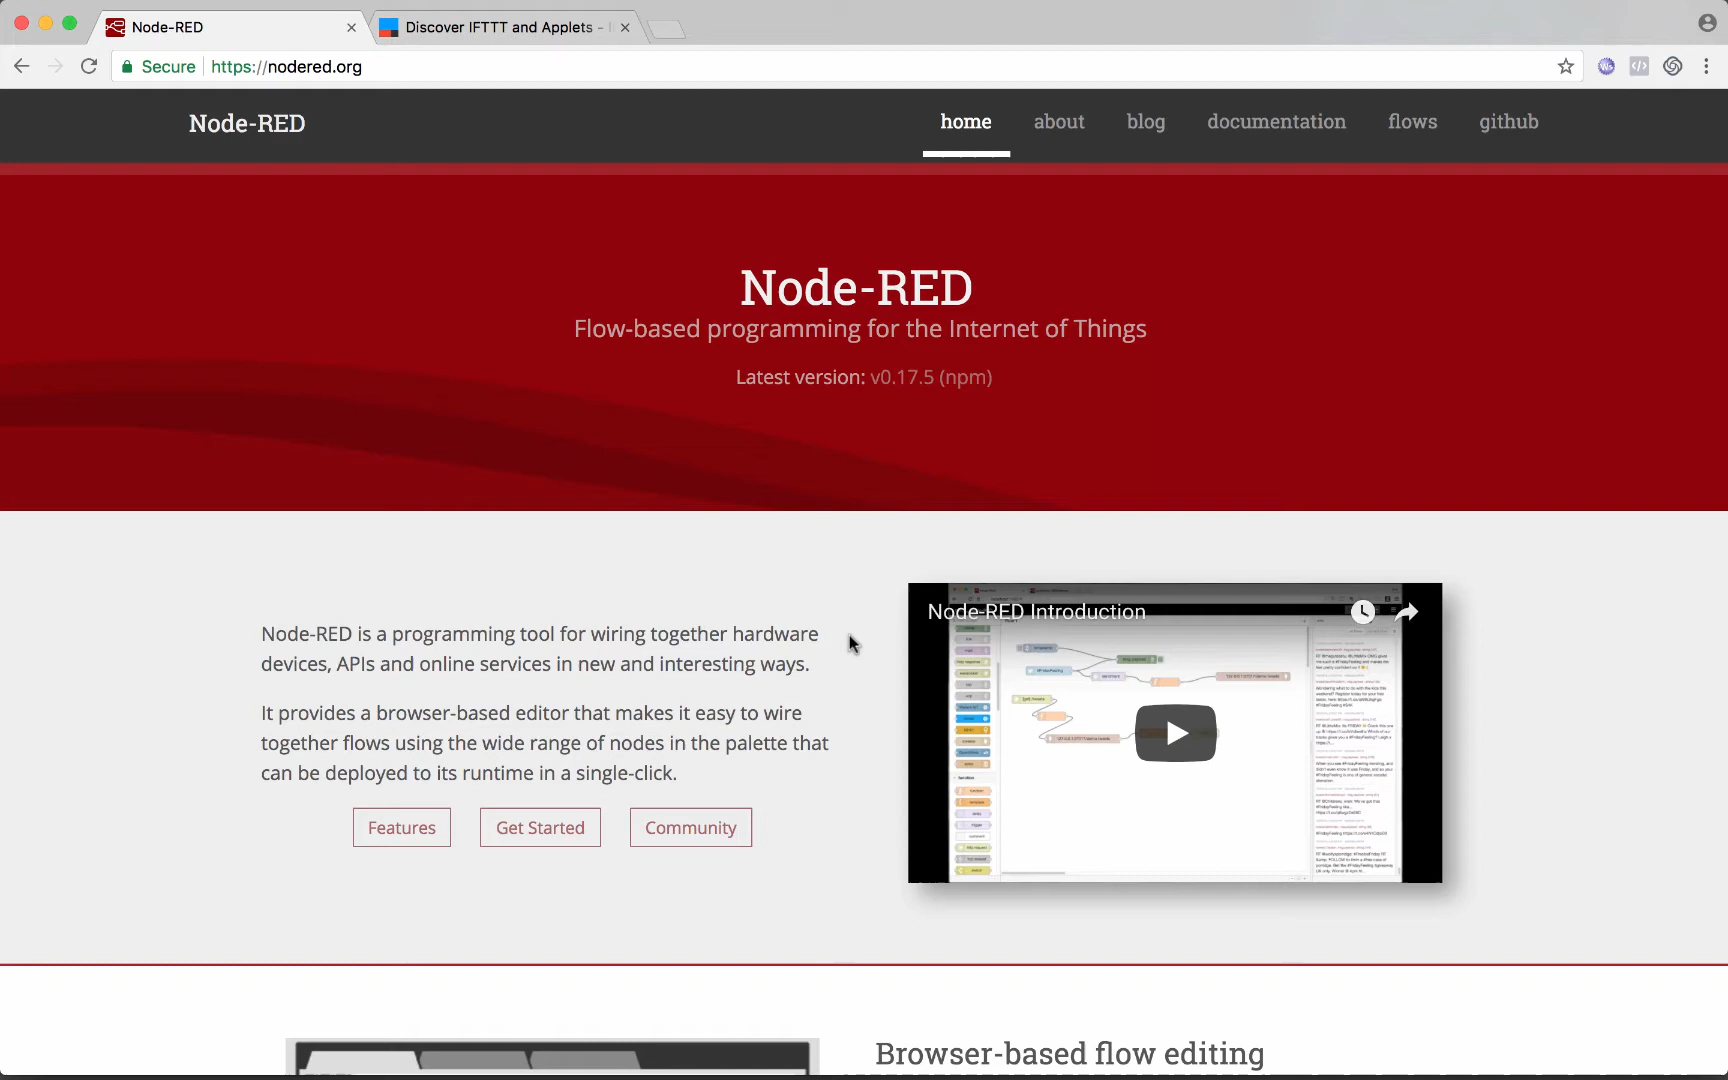 Node-RED
Discover IFTTT and Applets - I
Secure
https://nodered.org
Node-RED
home
about
blog
documentation
flows
github
Node-RED
Flow-based programming for the Internet of Things
Latest version: v0.17.5 (npm)
Node-RED is a programming tool for wiring together hardware
devices, APIs and online services in new and interesting ways.
It provides a browser-based editor that makes it easy to wire
together flows using the wide range of nodes in the palette that
can be deployed to its runtime in a single-click.
Features
Get Started
Community
Node-RED Introduction
Browser-based flow editing